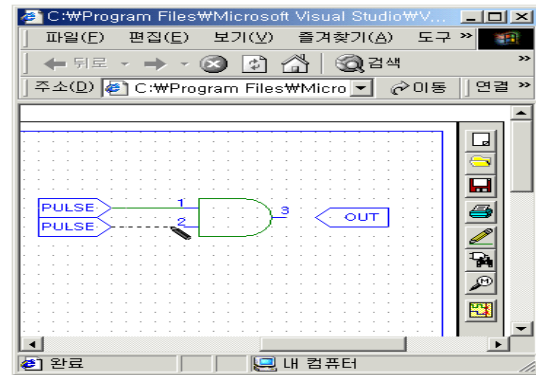 C:₩Program Files₩Microsoft Visual Studio₩V...
파일(F) 편집(E) 보기(V) 즐겨찾기(A) 도구 »
뒤로 검색 »
주소(D) C:₩Program Files₩Micro 이동 연결 »
PULSE 1
PULSE 2
3 OUT
M
완료 내 컴퓨터